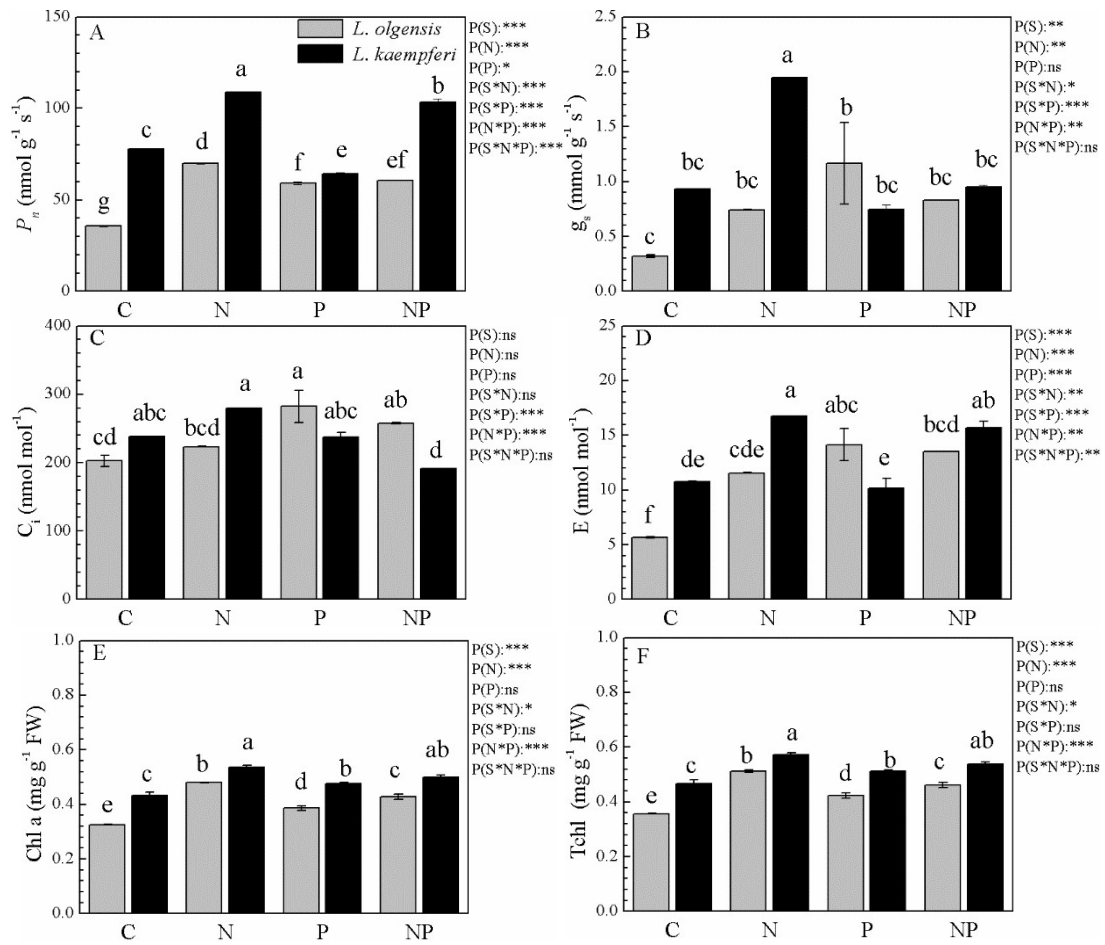 A
L. olgensis
L. kaempferi
P(S):***
P(N):***
P(P):*
P(S*N):***
P(S*P):***
P(N*P):***
P(S*N*P):***
Pn (nmol g-1 s-1)
150
100
50
0
g
c
d
a
f
e
ef
b
C
N
P
NP
B
P(S):**
P(N):**
P(P):ns
P(S*N):*
P(S*P):***
P(N*P):**
P(S*N*P):ns
gs (mmol g-1 s-1)
2.5
2.0
1.5
1.0
0.5
0.0
c
bc
bc
a
b
bc
bc
bc
C
N
P
NP
C
P(S):ns
P(N):ns
P(P):ns
P(S*N):ns
P(S*P):***
P(N*P):***
P(S*N*P):ns
Ci (nmol mol-1)
400
300
200
100
0
cd
abc
bcd
a
a
abc
ab
d
C
N
P
NP
D
P(S):***
P(N):***
P(P):***
P(S*N):**
P(S*P):***
P(N*P):**
P(S*N*P):**
E (nmol mol-1)
25
20
15
10
5
0
f
de
cde
a
abc
e
bcd
ab
C
N
P
NP
E
P(S):***
P(N):***
P(P):ns
P(S*N):*
P(S*P):ns
P(N*P):***
P(S*N*P):ns
Chl a (mg g-1 FW)
1.0
0.8
0.6
0.4
0.2
0.0
e
c
b
a
d
b
c
ab
C
N
P
NP
F
P(S):***
P(N):***
P(P):ns
P(S*N):*
P(S*P):ns
P(N*P):***
P(S*N*P):ns
Tchl (mg g-1 FW)
1.0
0.8
0.6
0.4
0.2
0.0
e
c
b
a
d
b
c
ab
C
N
P
NP